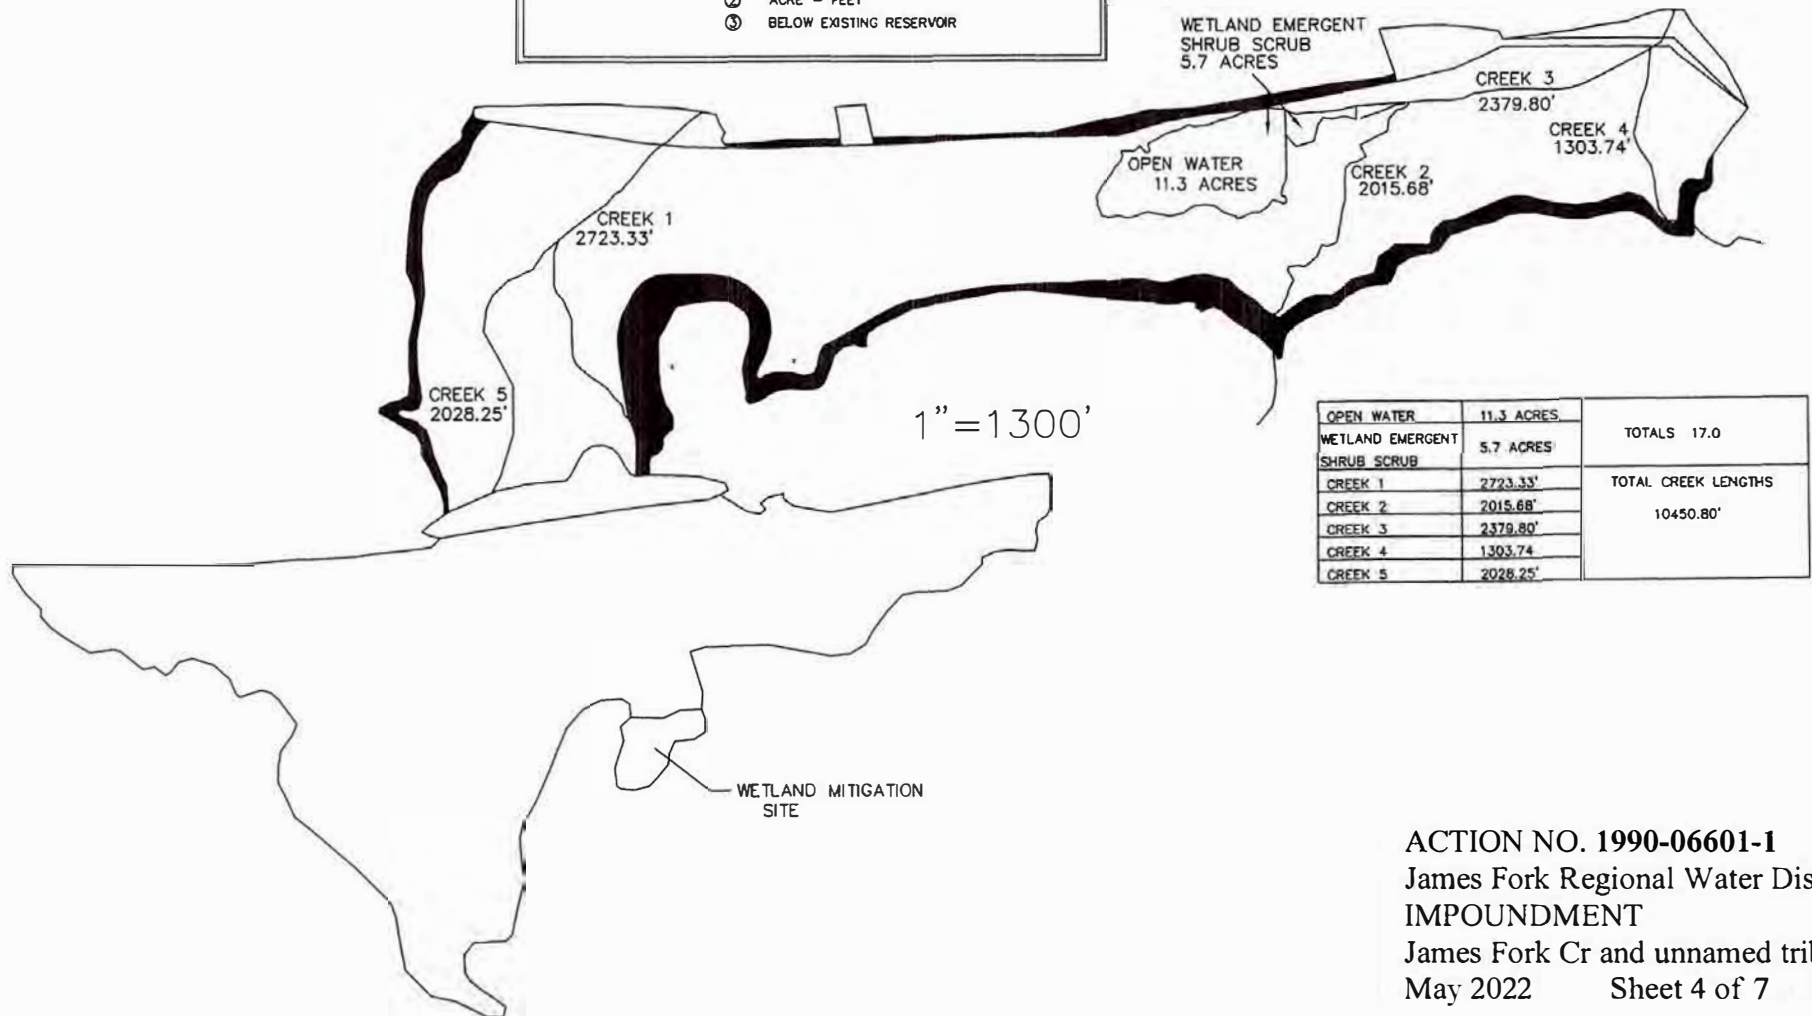 ② ACRE - FEET
③ BELOW EXISTING RESERVOIR
WETLAND EMERGENT
SHRUB SCRUB
5.7 ACRES
CREEK 3
2379.80'
CREEK 4
1303.74'
OPEN WATER
11.3 ACRES
CREEK 2
2015.68'
CREEK 1
2723.33'
CREEK 5
2028.25'
1"=1300'
OPEN WATER 11.3 ACRES TOTALS 17.0
WETLAND EMERGENT
SHRUB SCRUB 5.7 ACRES
CREEK 1 2723.33' TOTAL CREEK LENGTHS
CREEK 2 2015.68' 10450.80'
CREEK 3 2379.80'
CREEK 4 1303.74
CREEK 5 2028.25'
WETLAND MITIGATION
SITE
ACTION NO. 1990-06601-1
James Fork Regional Water Dis
IMPOUNDMENT
James Fork Cr and unnamed tri
May 2022 Sheet 4 of 7